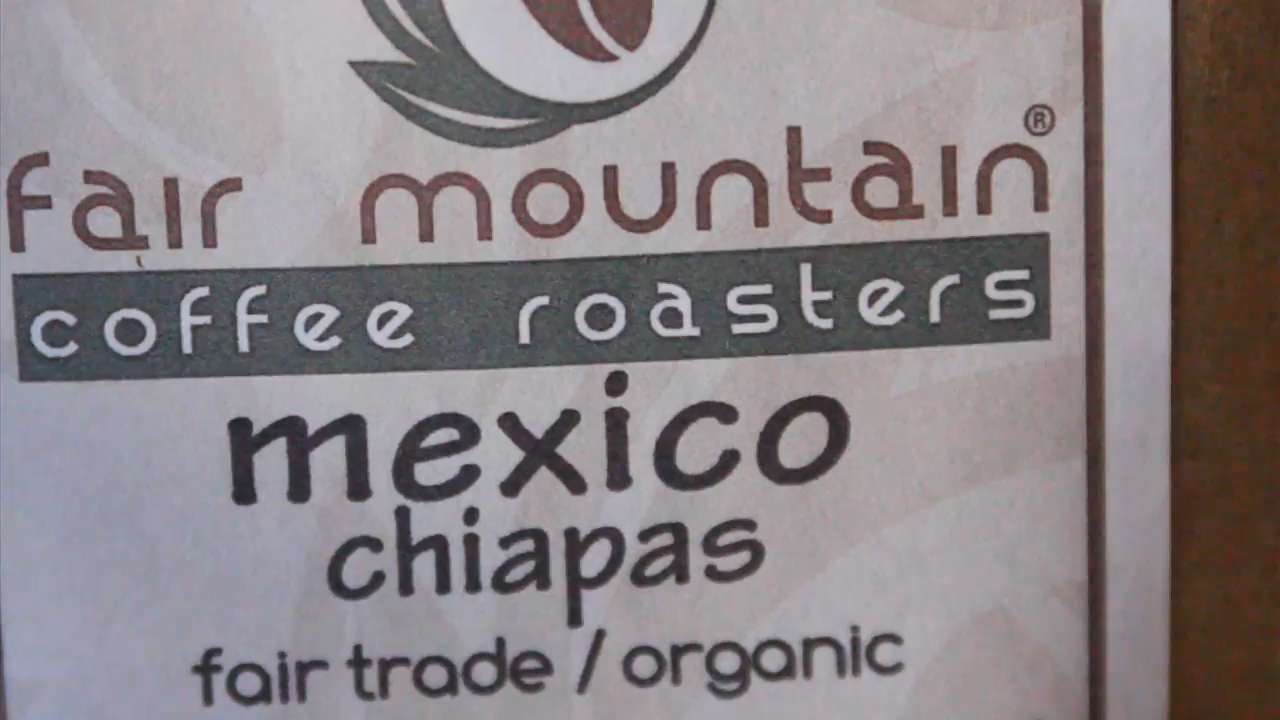 fair mountain®
coffee roasters
mexico
chiapas
fair trade / organic